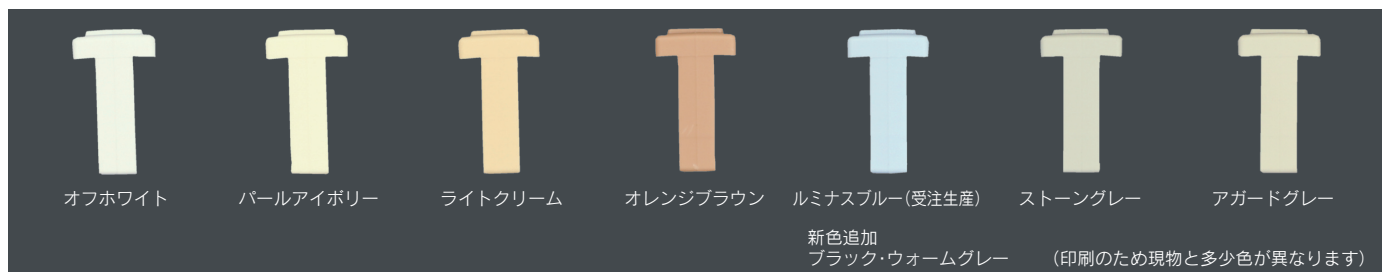 オフホワイト
パールアイボリー
ライトクリーム
オレンジブラウン
ルミナスブルー(受注生産)
ストーングレー
アガードグレー
新色追加
ブラック・ウォームグレー
(印刷のため現物と多少色が異なります)